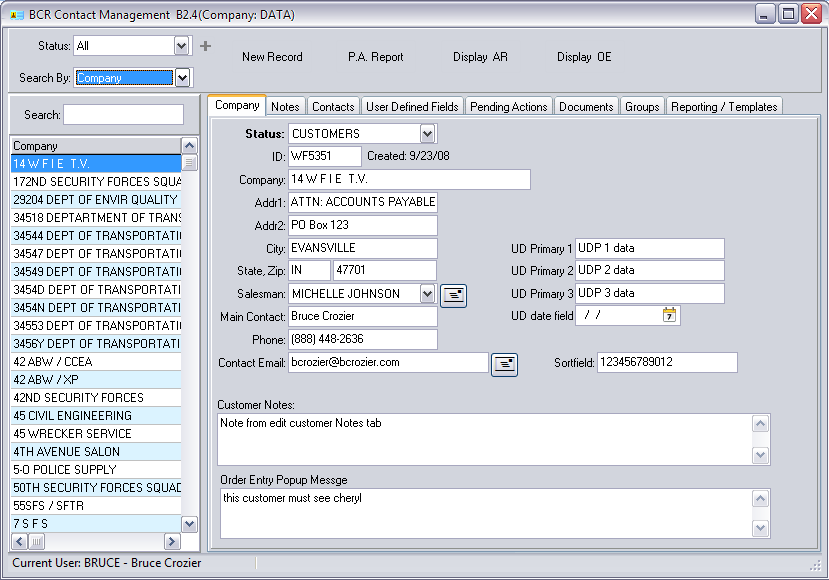 BCR Contact Management B2.4(Company: DATA)
Status: All
New Record P.A. Report Display AR Display OE
Search By: Company
Search:
Company
14 W F I E T.V.
172ND SECURITY FORCES SQUA
29204 DEPT OF ENVIR QUALITY
34518 DEPTARTMENT OF TRANS
34544 DEPT OF TRANSPORTATI
34547 DEPT OF TRANSPORTATI
34549 DEPT OF TRANSPORTATI
3454D DEPT OF TRANSPORTATI
3454N DEPT OF TRANSPORTATI
34553 DEPT OF TRANSPORTATI
3456Y DEPT OF TRANSPORTATI
42 ABW / CCEA
42 ABW / XP
42ND SECURITY FORCES
45 CIVIL ENGINEERING
45 WRECKER SERVICE
4TH AVENUE SALON
5-O POLICE SUPPLY
50TH SECURITY FORCES SQUAD
55SFS / SFTR
7 S F S
Company Notes Contacts User Defined Fields Pending Actions Documents Groups Reporting / Templates
Status: CUSTOMERS
ID: WF5351 Created: 9/23/08
Company: 14 W F I E T.V.
Addr1: ATTN: ACCOUNTS PAYABLE
Addr2: PO Box 123
City: EVANSVILLE UD Primary 1 UDP 1 data
State, Zip: IN 47701 UD Primary 2 UDP 2 data
Salesman: MICHELLE JOHNSON UD Primary 3 UDP 3 data
Main Contact: Bruce Crozier UD date field / / 7
Phone: (888) 448-2636
Contact Email: bcrozier@bcrozier.com Sortfield: 123456789012
Customer Notes:
Note from edit customer Notes tab
Order Entry Popup Messge
this customer must see cheryl
Current User: BRUCE - Bruce Crozier